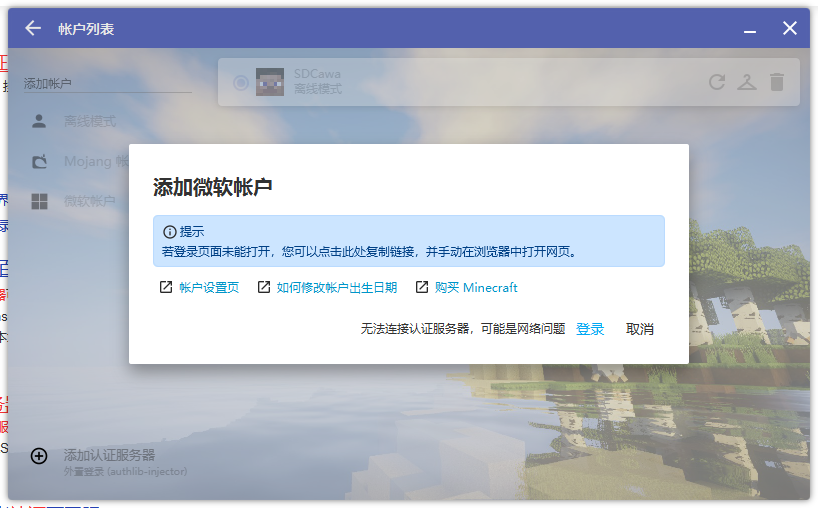 帐户列表
添加帐户
SDCawa
离线模式
离线模式
Mojang 帐
微软帐户
添加微软帐户
提示
若登录页面未能打开，您可以点击此处复制链接，并手动在浏览器中打开网页。
帐户设置页 如何修改帐户出生日期 购买 Minecraft
无法连接认证服务器，可能是网络问题 登录 取消
添加认证服务器
外置登录 (authlib-injector)